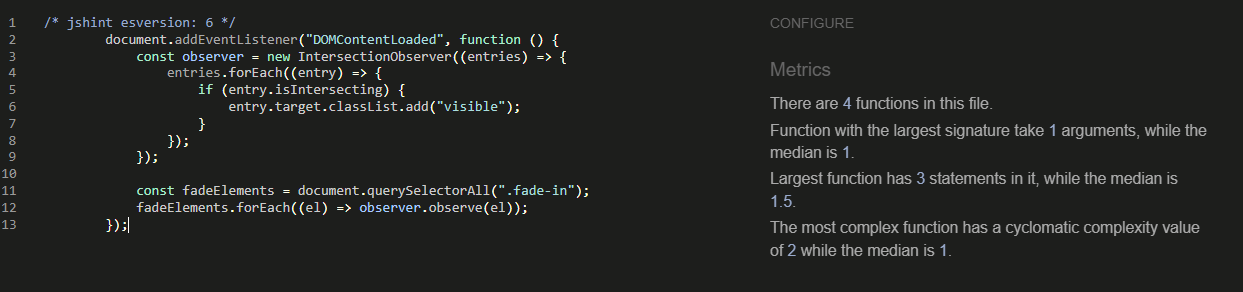 1 /* jshint esversion: 6 */
2 document.addEventListener("DOMContentLoaded", function () {
3 const observer = new IntersectionObserver((entries) => {
4 entries.forEach((entry) => {
5 if (entry.isIntersecting) {
6 entry.target.classList.add("visible");
7 }
8 });
9 });
10
11 const fadeElements = document.querySelectorAll(".fade-in");
12 fadeElements.forEach((el) => observer.observe(el));
13 });
CONFIGURE
Metrics
There are 4 functions in this file.
Function with the largest signature take 1 arguments, while the
median is 1.
Largest function has 3 statements in it, while the median is
1.5.
The most complex function has a cyclomatic complexity value
of 2 while the median is 1.